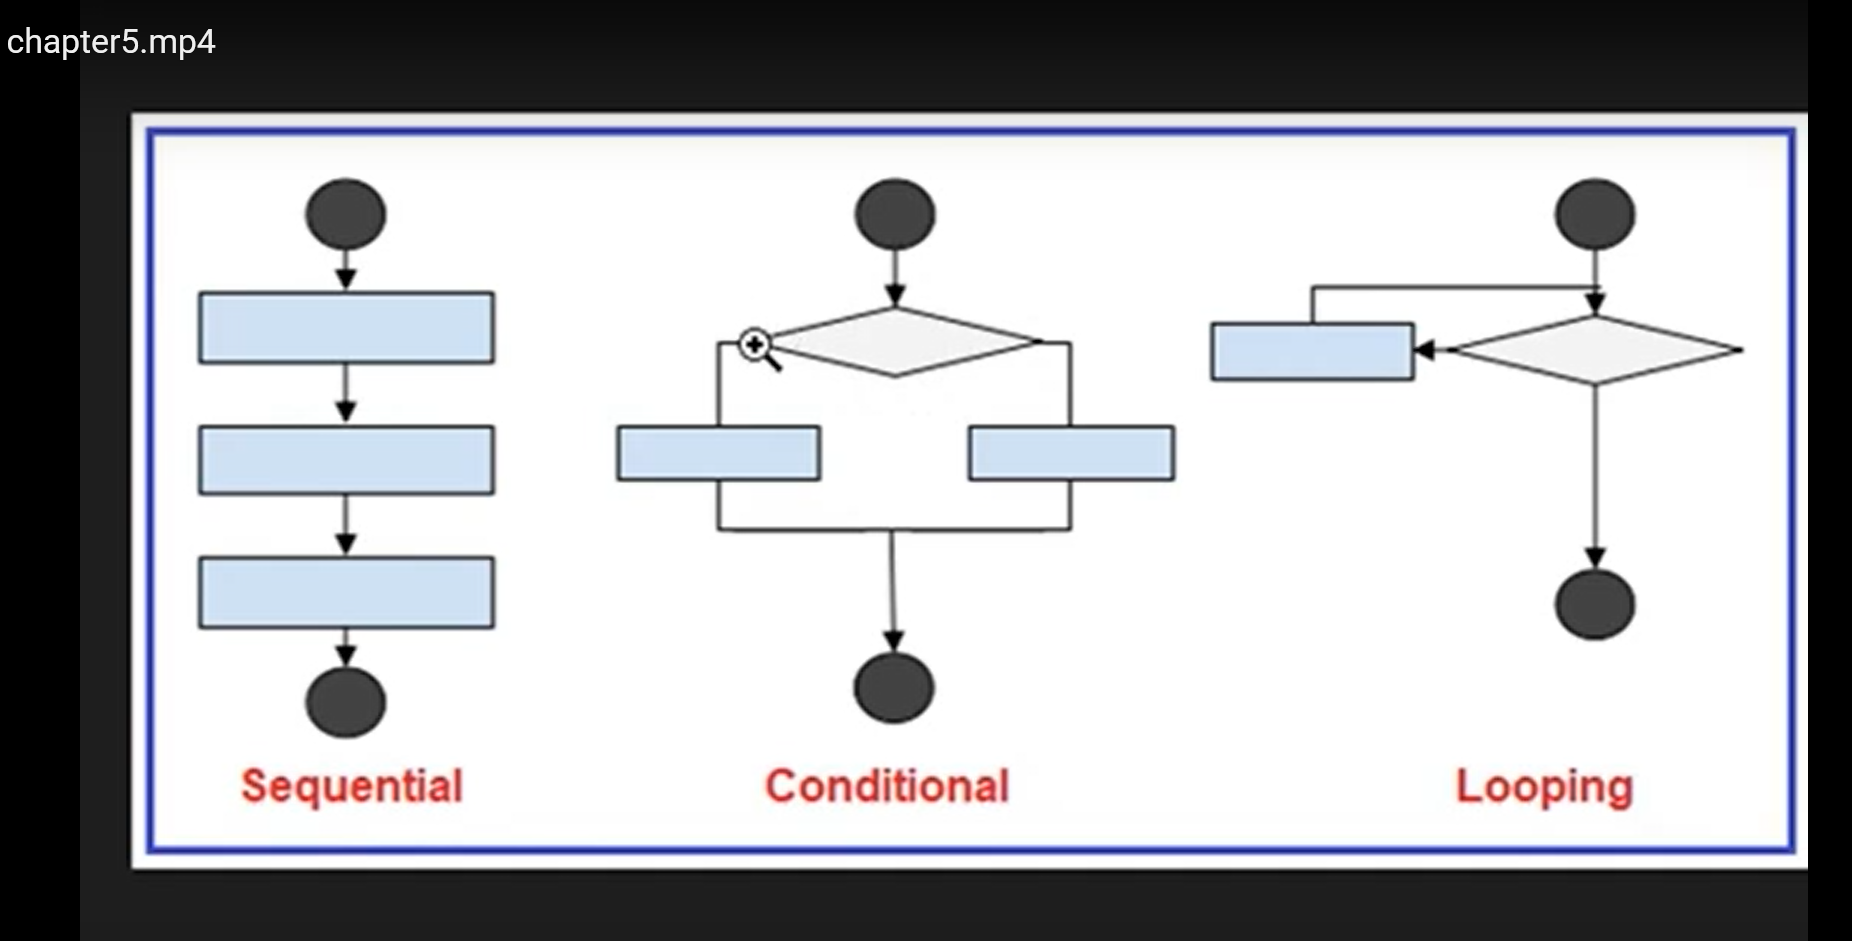 chapter5.mp4
Sequential
Conditional
Looping